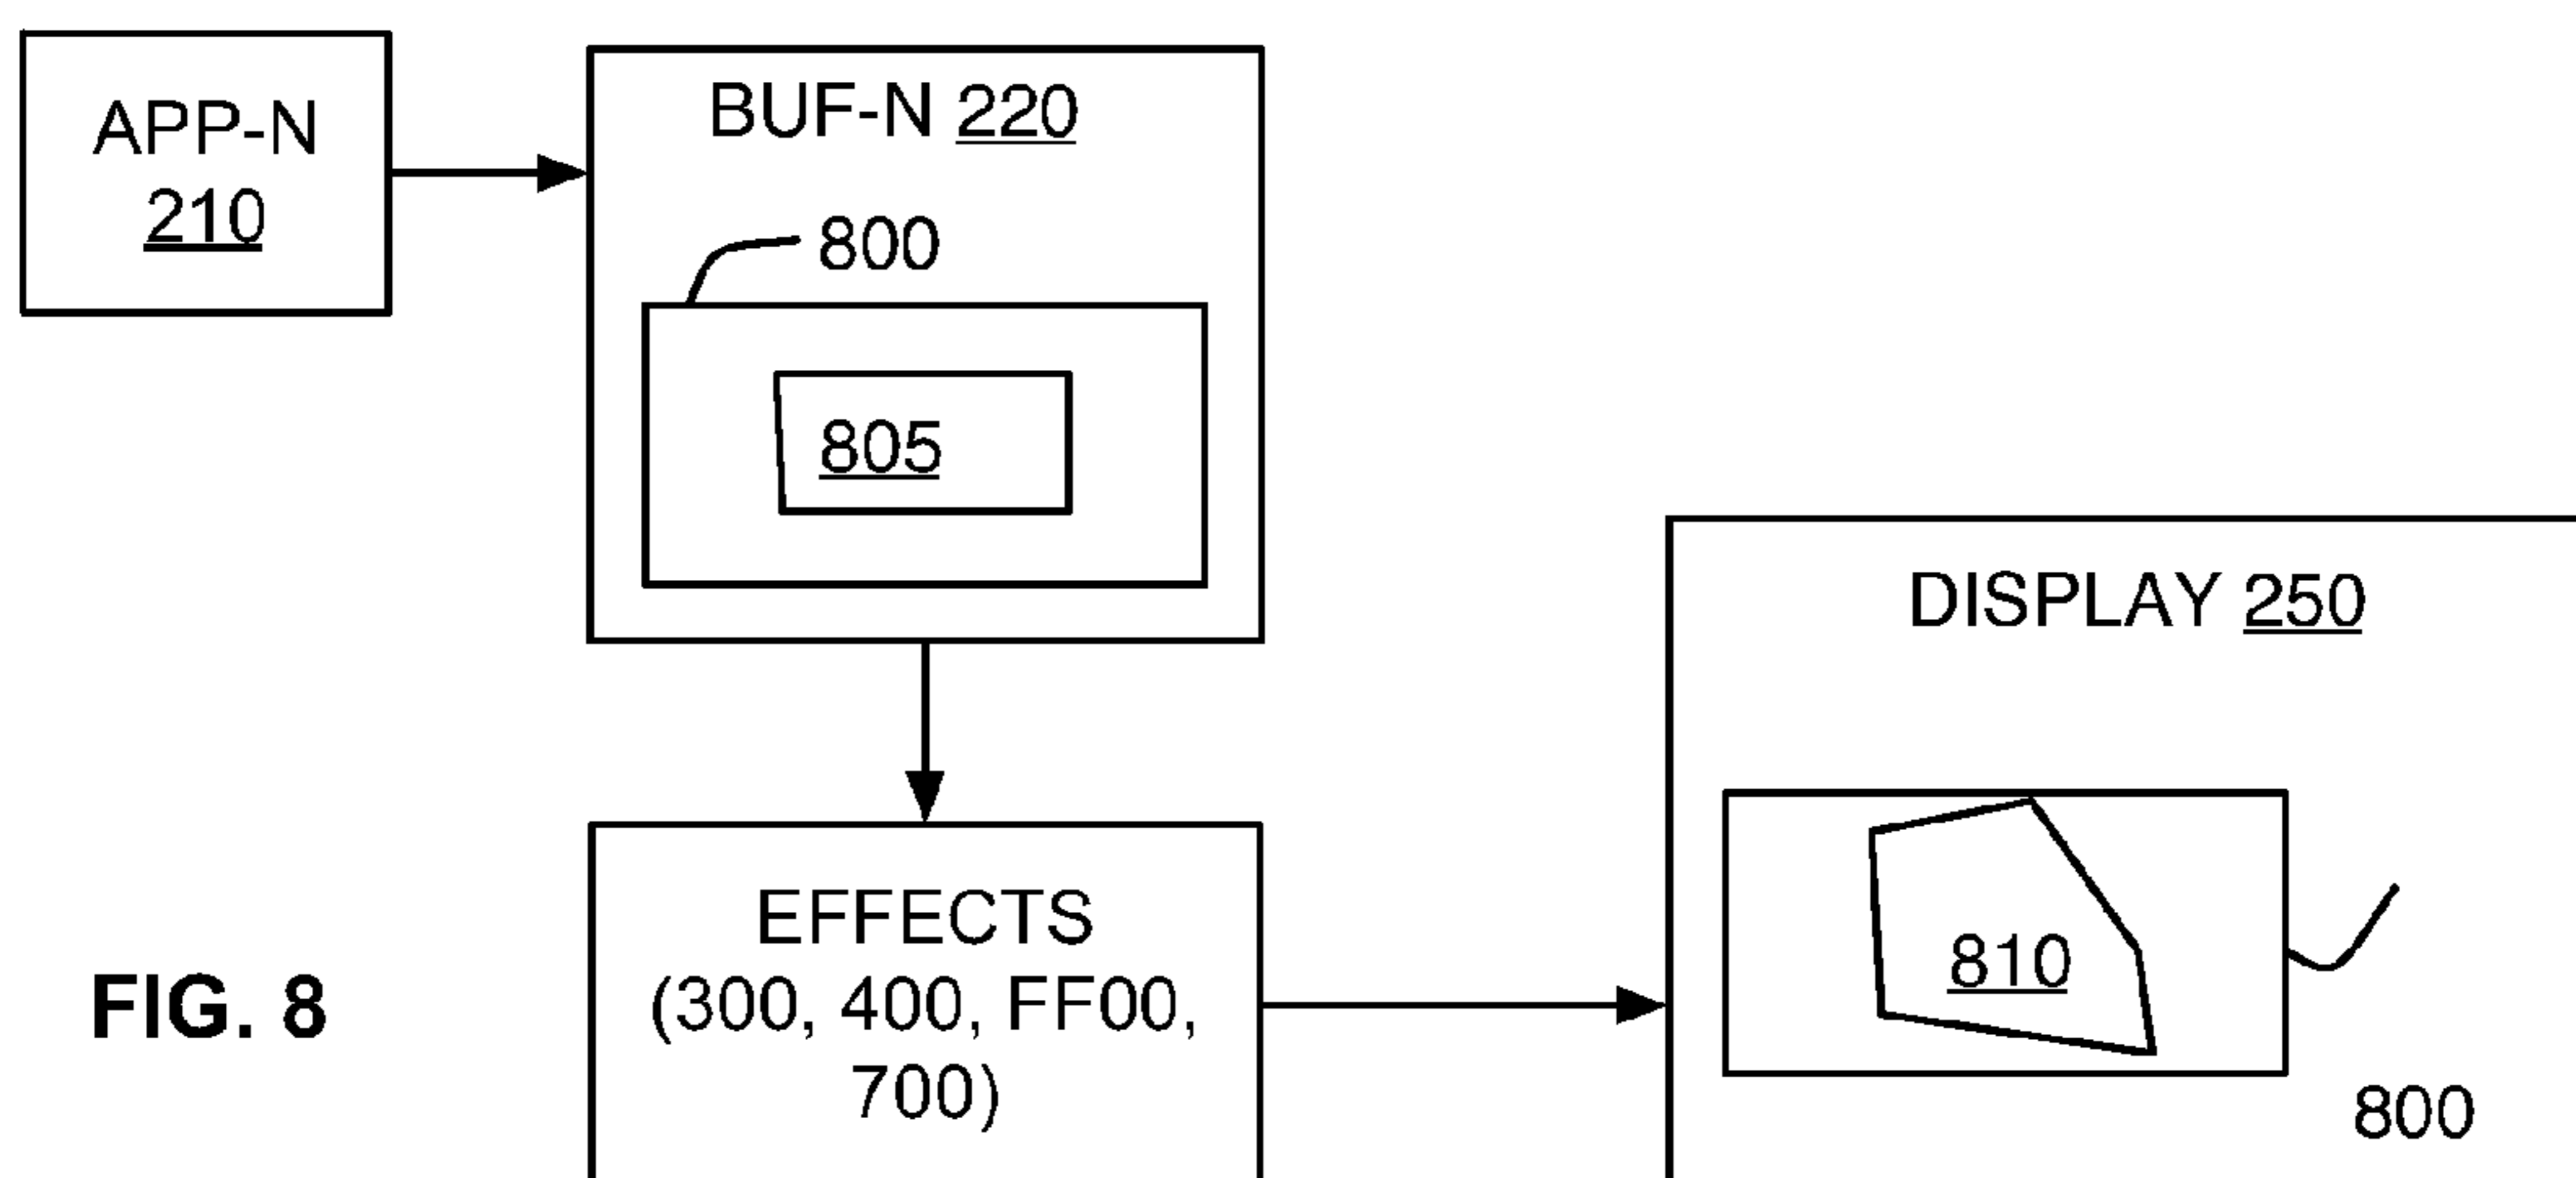 APP-N
210
BUF-N 220
800
805
DISPLAY 250
810
800
EFFECTS
(300, 400, FF00,
700)
FIG. 8